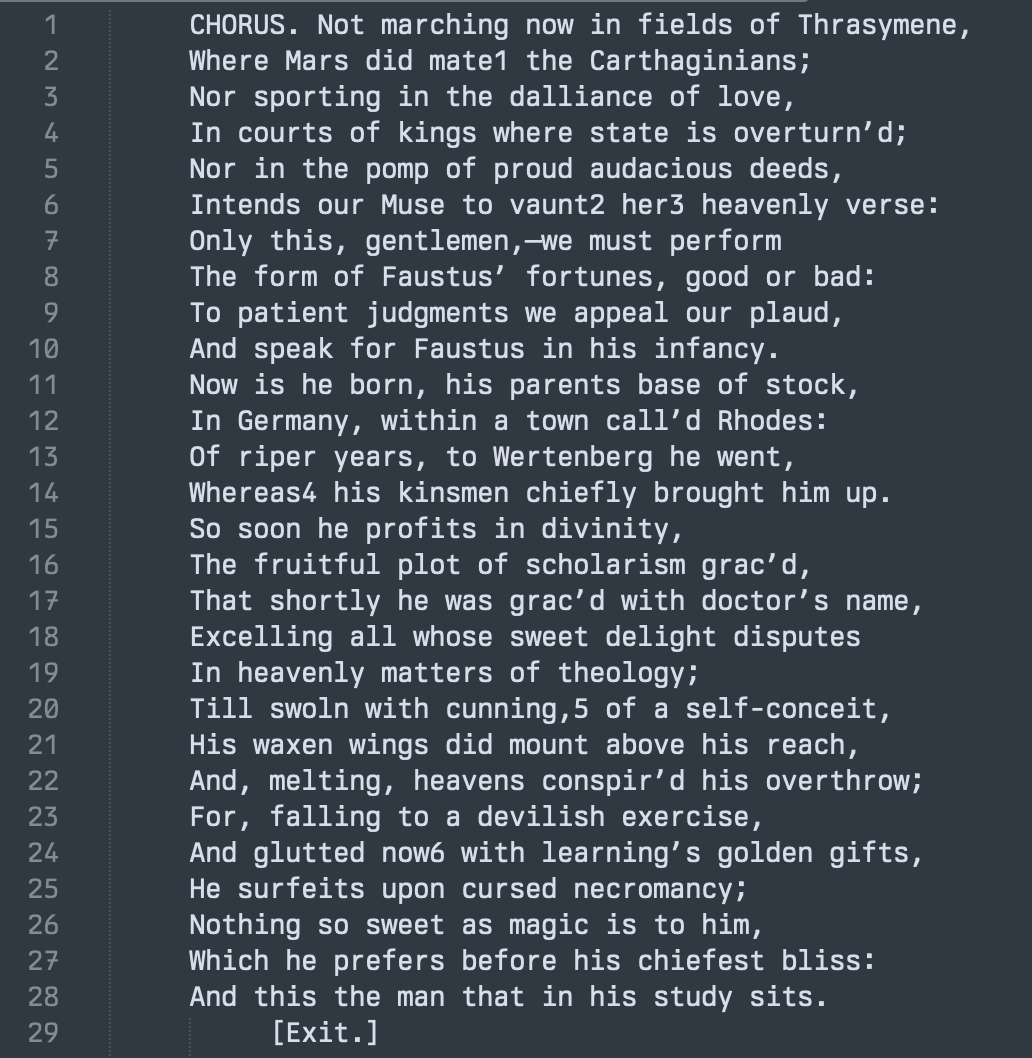 1 CHORUS. Not marching now in fields of Thrasymene,
2 Where Mars did mate1 the Carthaginians;
3 Nor sporting in the dalliance of love,
4 In courts of kings where state is overturn’d;
5 Nor in the pomp of proud audacious deeds,
6 Intends our Muse to vaunt2 her3 heavenly verse:
7 Only this, gentlemen,—we must perform
8 The form of Faustus’ fortunes, good or bad:
9 To patient judgments we appeal our plaud,
10 And speak for Faustus in his infancy.
11 Now is he born, his parents base of stock,
12 In Germany, within a town call’d Rhodes:
13 Of riper years, to Wertenberg he went,
14 Whereas4 his kinsmen chiefly brought him up.
15 So soon he profits in divinity,
16 The fruitful plot of scholarism grac’d,
17 That shortly he was grac’d with doctor’s name,
18 Excelling all whose sweet delight disputes
19 In heavenly matters of theology;
20 Till swoln with cunning,5 of a self-conceit,
21 His waxen wings did mount above his reach,
22 And, melting, heavens conspir’d his overthrow;
23 For, falling to a devilish exercise,
24 And glutted now6 with learning’s golden gifts,
25 He surfeits upon cursed necromancy;
26 Nothing so sweet as magic is to him,
27 Which he prefers before his chiefest bliss:
28 And this the man that in his study sits.
29 [Exit.]